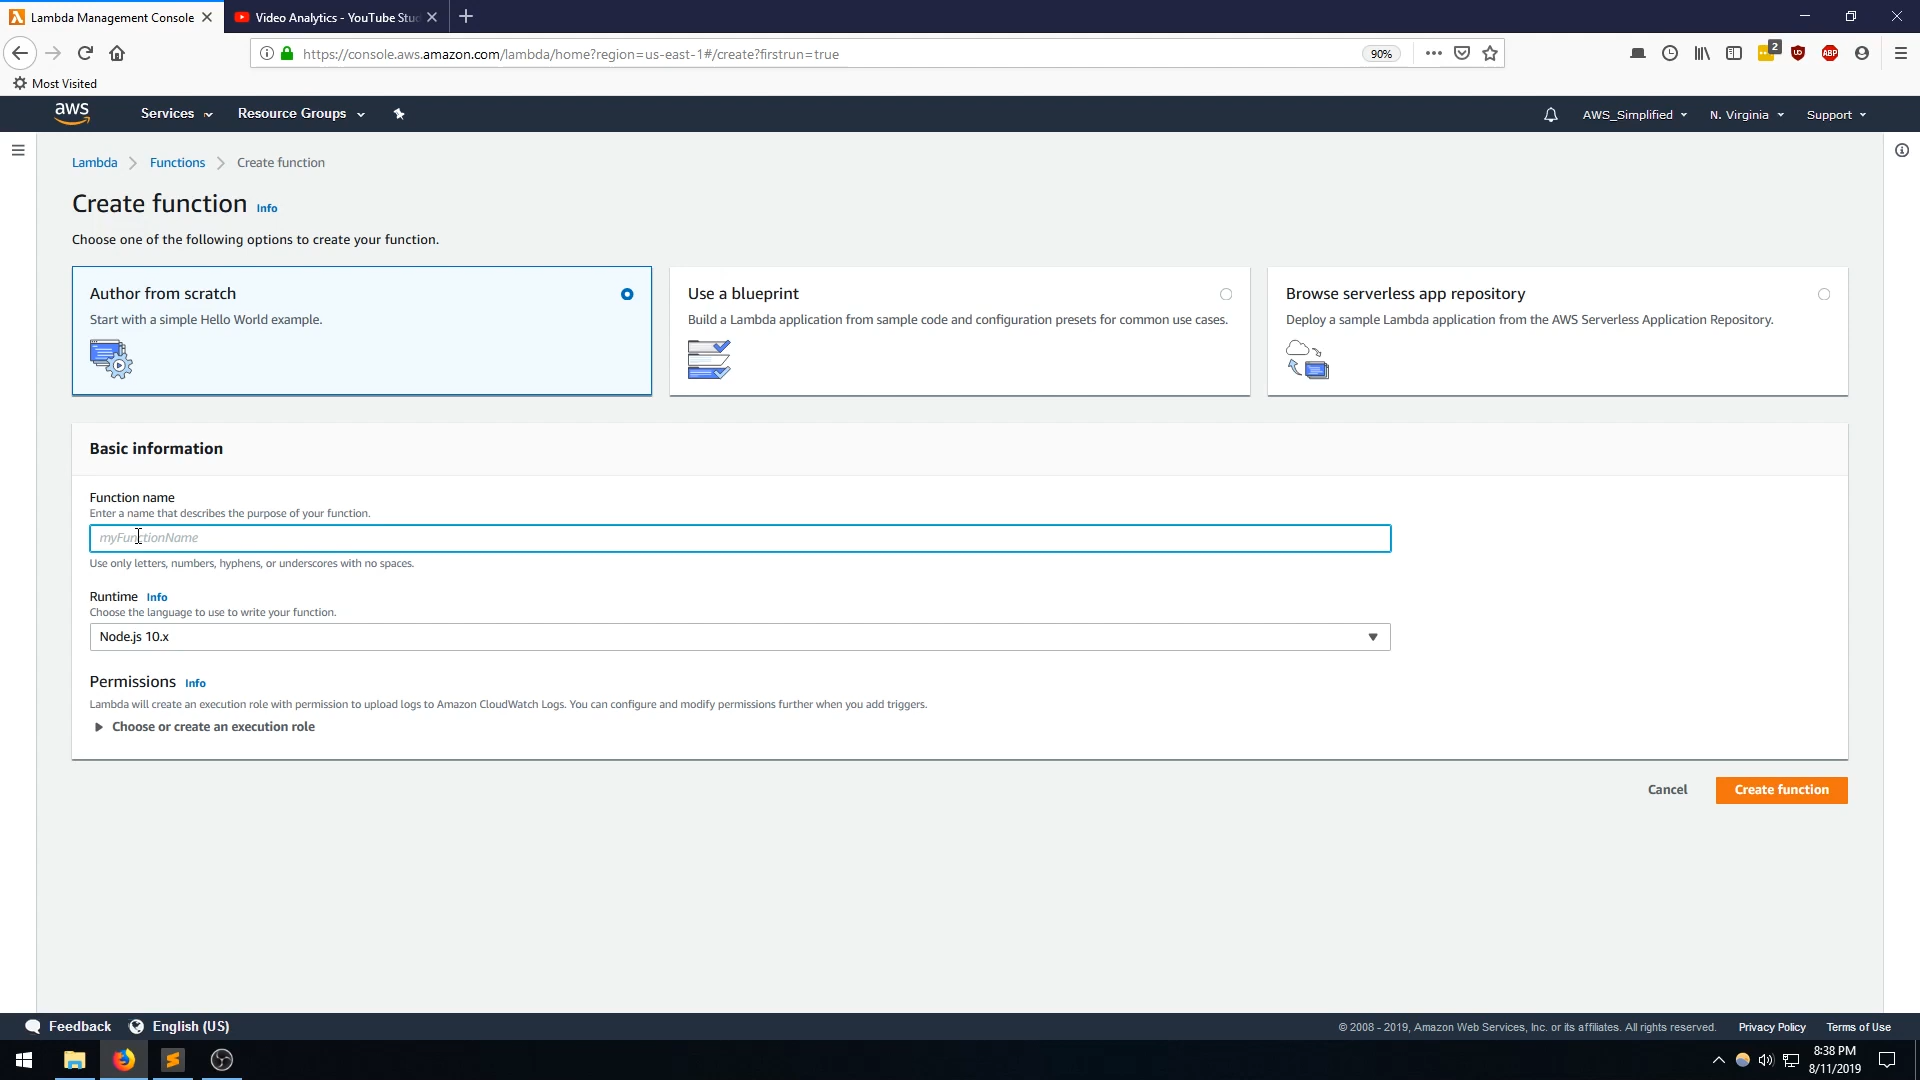 Lambda Management Console
Video Analytics - YouTube Stu
https://console.aws.amazon.com/lambda/home?region=us-east-1#/create?firstrun=true
90%
2
UD
ABP
Most Visited
aws
Services
Resource Groups
AWS_Simplified
N. Virginia
Support
Lambda
Functions
Create function
Create function
Info
Choose one of the following options to create your function.
Author from scratch
Start with a simple Hello World example.
Use a blueprint
Build a Lambda application from sample code and configuration presets for common use cases.
Browse serverless app repository
Deploy a sample Lambda application from the AWS Serverless Application Repository.
Basic information
Function name
Enter a name that describes the purpose of your function.
myFunctionName
Use only letters, numbers, hyphens, or underscores with no spaces.
Runtime Info
Choose the language to use to write your function.
Node.js 10.x
Permissions Info
Lambda will create an execution role with permission to upload logs to Amazon CloudWatch Logs. You can configure and modify permissions further when you add triggers.
Choose or create an execution role
Cancel
Create function
Feedback
English (US)
© 2008 - 2019, Amazon Web Services, Inc. or its affiliates. All rights reserved.
Privacy Policy
Terms of Use
8:38 PM
8/11/2019